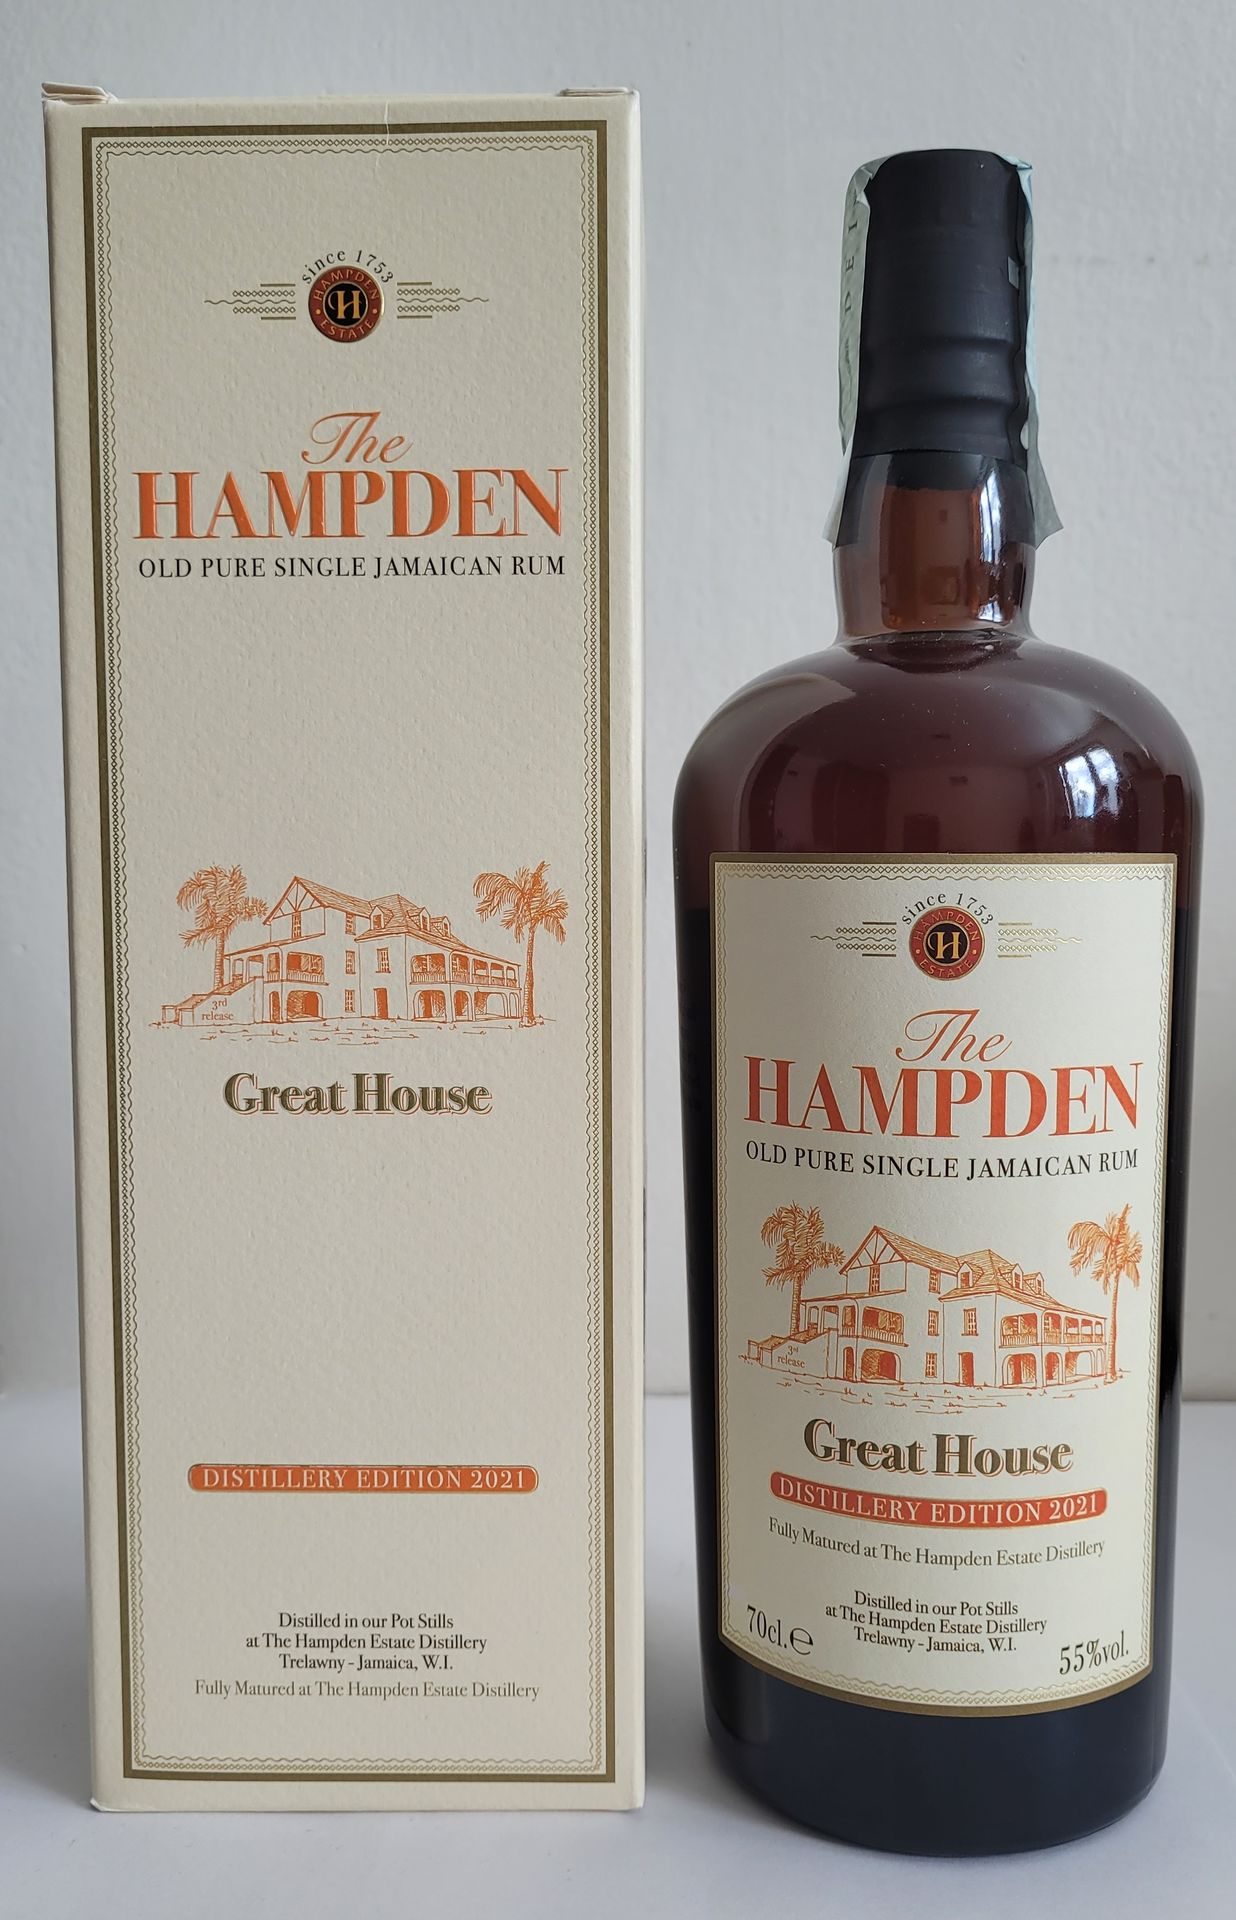 since 1753
HAMPDEN
H
ESTATE
The
HAMPDEN
OLD PURE SINGLE JAMAICAN RUM
3rd
release
Great House
DISTILLERY EDITION 2021
Distilled in our Pot Stills
at The Hampden Estate Distillery
Trelawny - Jamaica, W.I.
Fully Matured at The Hampden Estate Distillery
since 1753
HAMPDEN
H
ESTATE
The
HAMPDEN
OLD PURE SINGLE JAMAICAN RUM
3rd
release
Great House
DISTILLERY EDITION 2021
Fully Matured at The Hampden Estate Distillery
Distilled in our Pot Stills
at The Hampden Estate Distillery
Trelawny - Jamaica, W.I.
70cl.℮
55%vol.